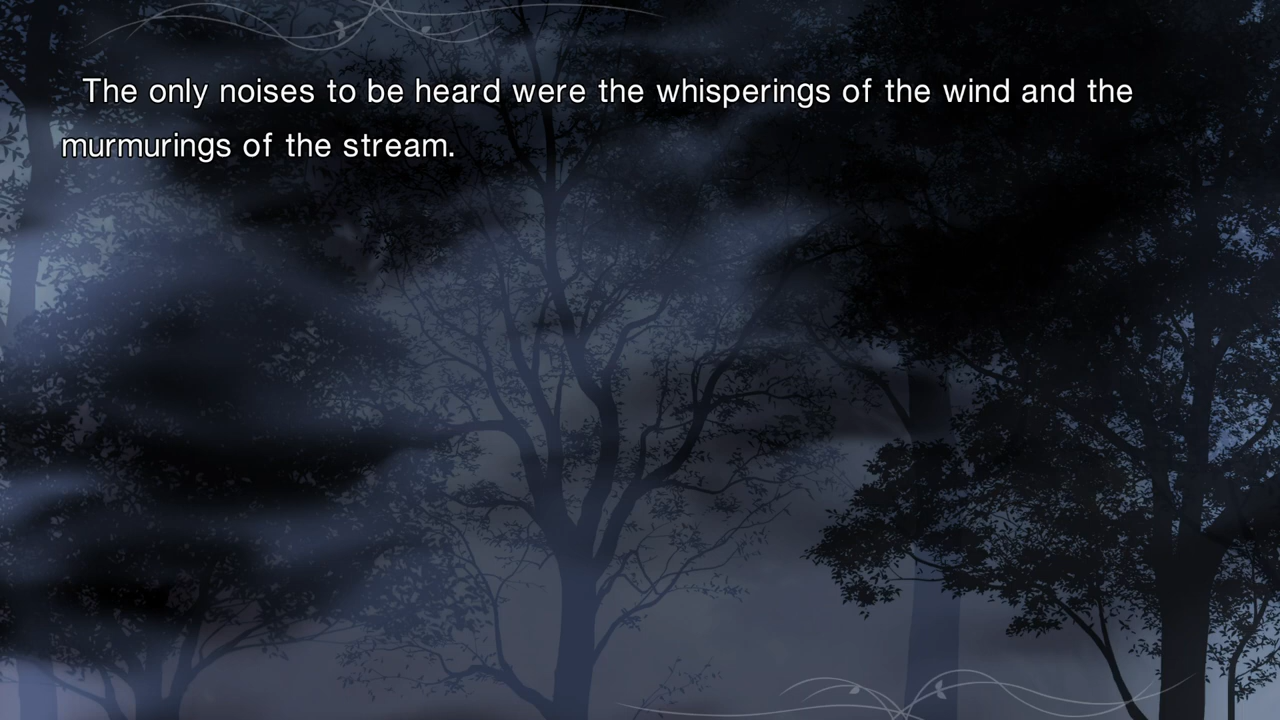 The only noises to be heard were the whisperings of the wind and the
murmurings of the stream.